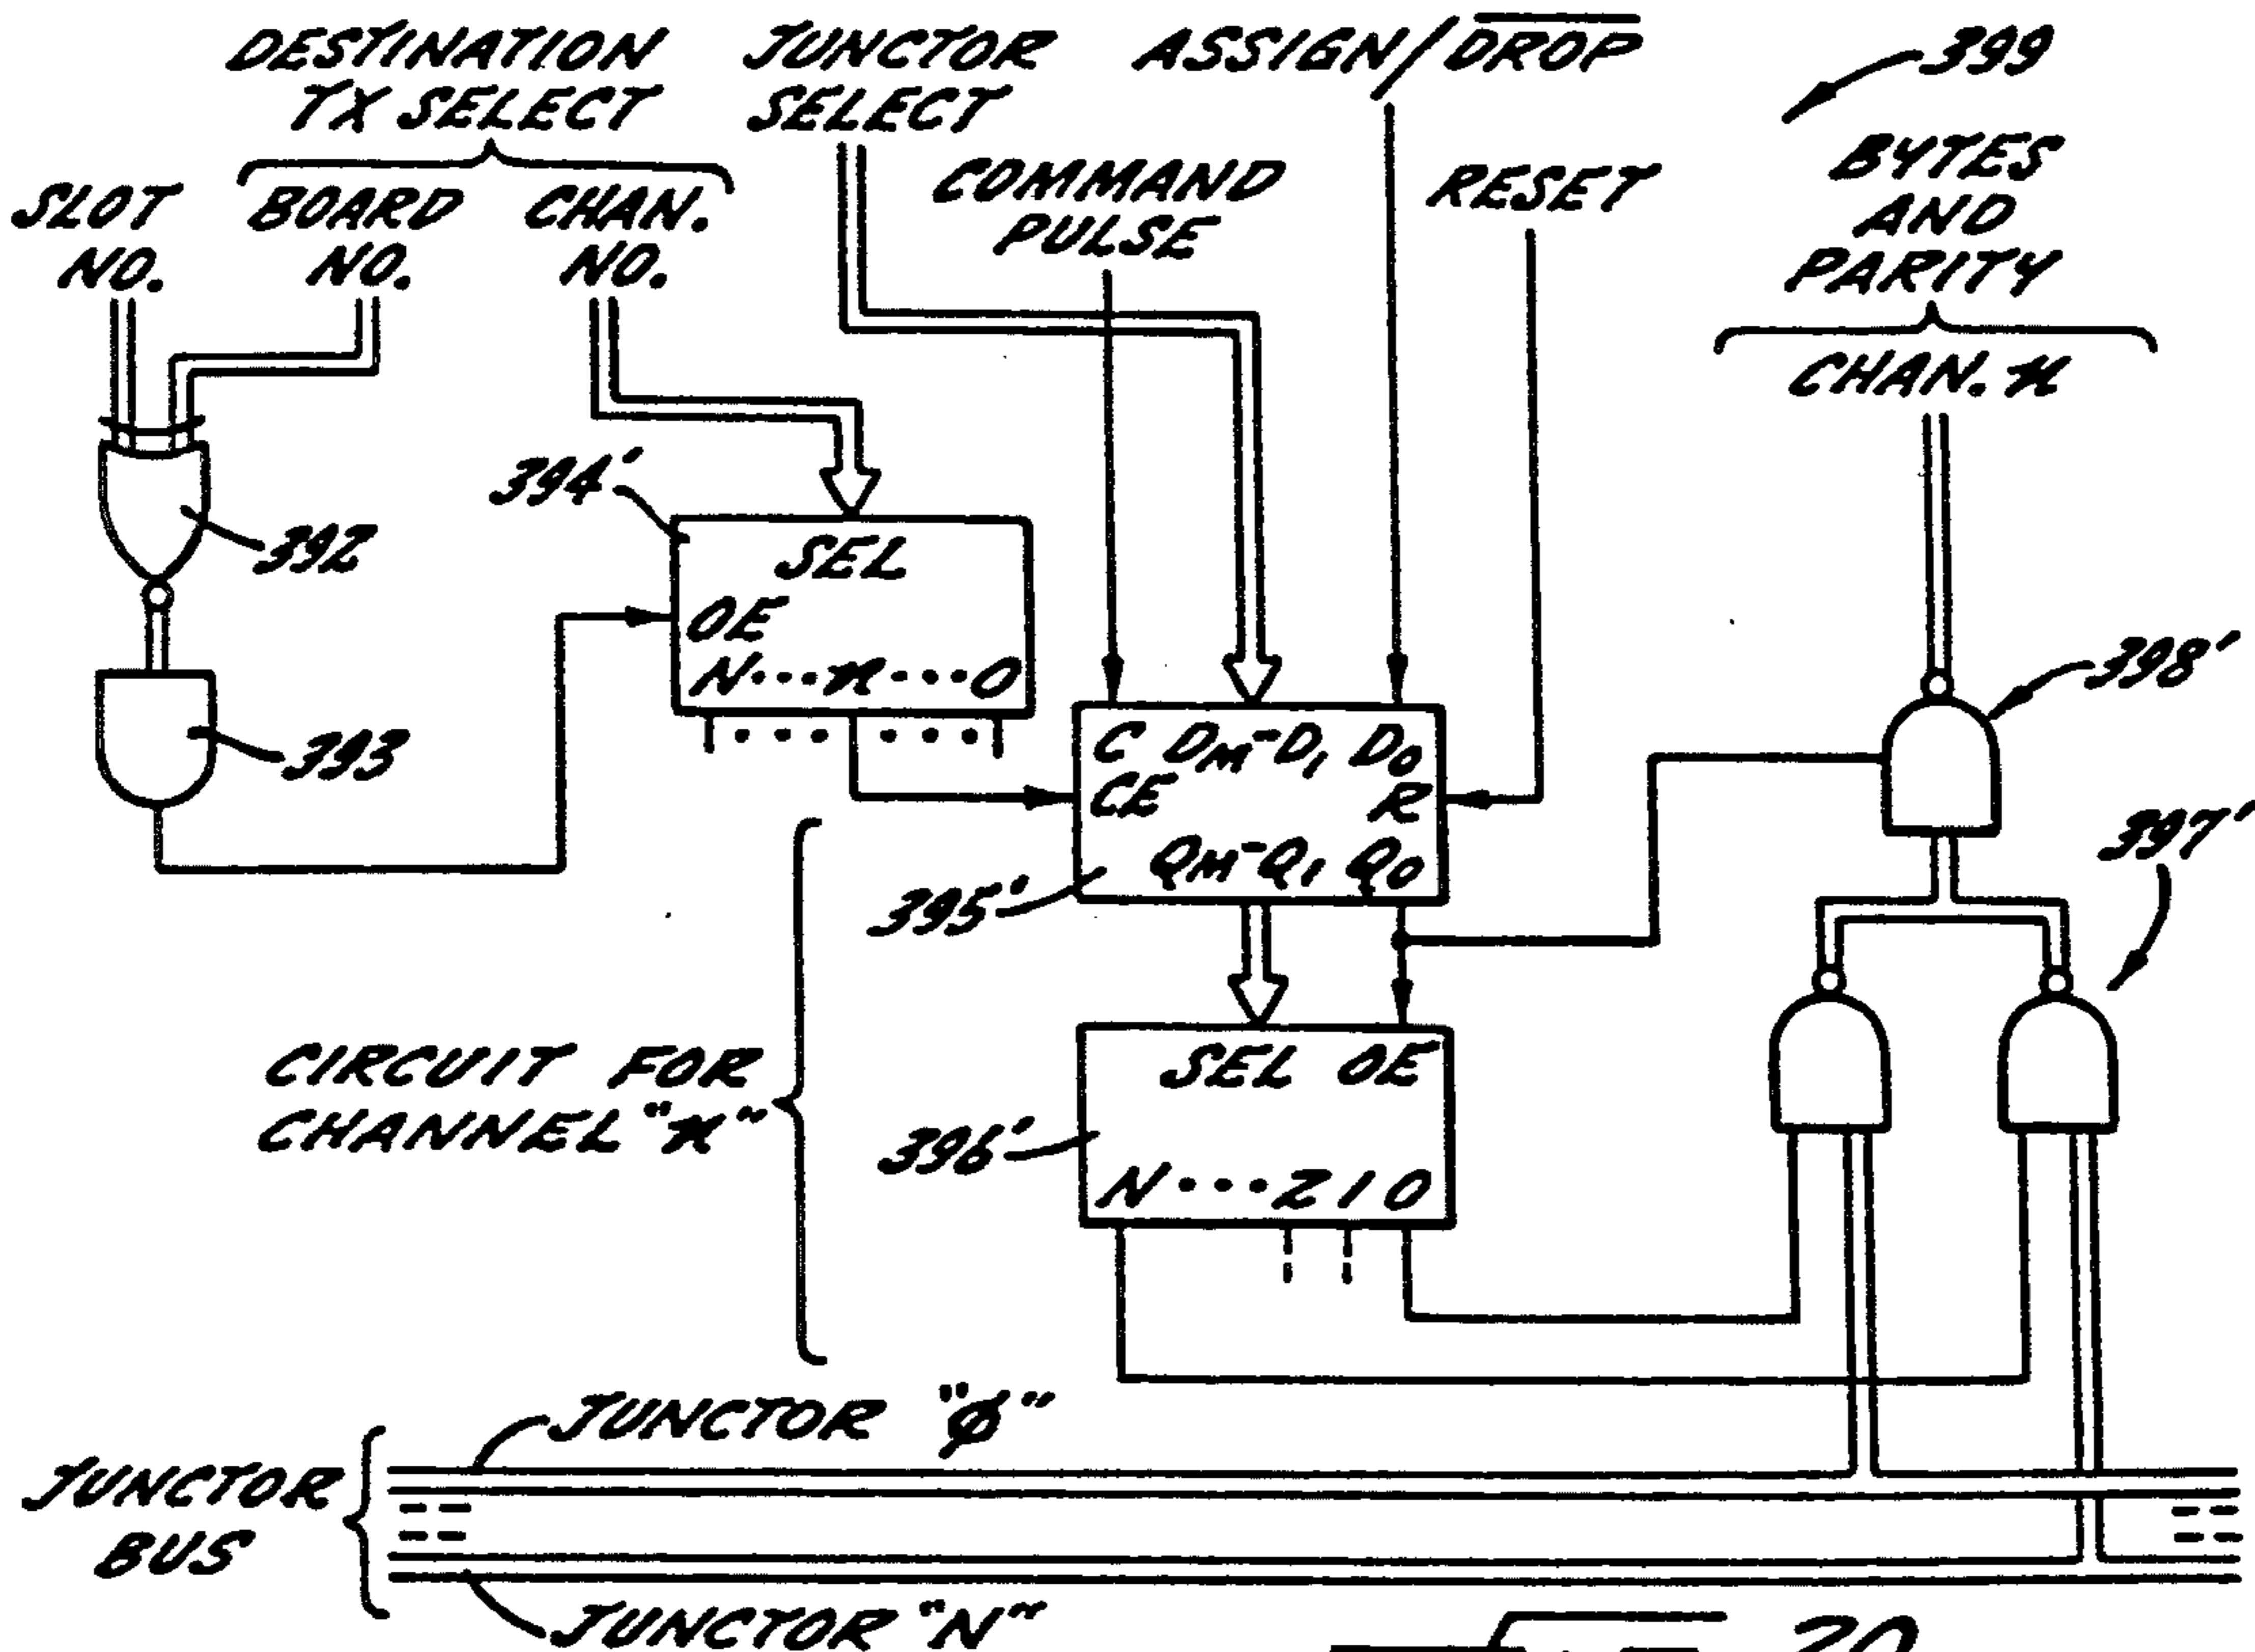 DESTINATION
TX SELECT
JUNCTOR
SELECT
ASSIGN/DROP
399
SLOT
NO.
BOARD
NO.
CHAN.
NO.
COMMAND
PULSE
RESET
BYTES
AND
PARITY
CHAN. n
392
393
394'
SEL
OE
N...n...0
C DM-D1 D0
CE R
QM-Q1 Q0
395'
398'
397'
CIRCUIT FOR
CHANNEL "n"
SEL OE
396'
N...2 1 0
JUNCTOR
BUS
JUNCTOR "ϕ"
JUNCTOR "N"